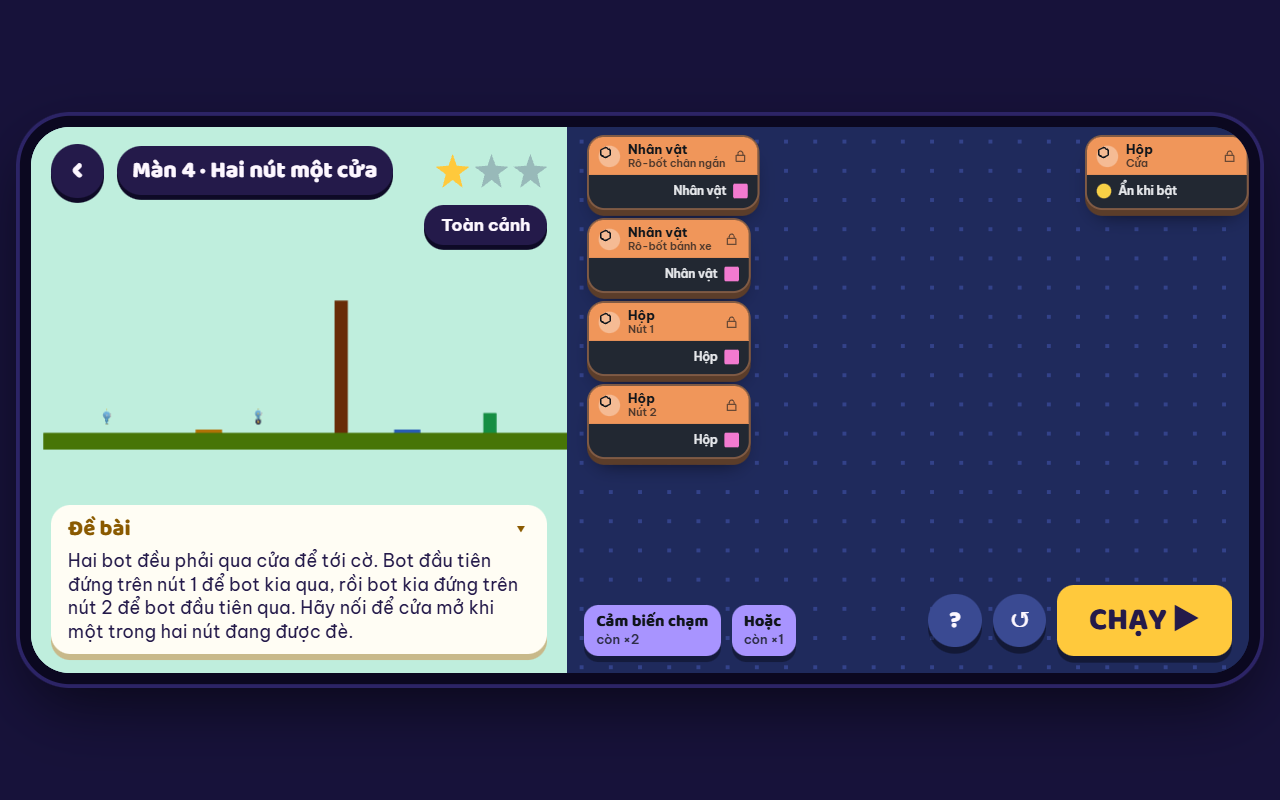 Màn 4 • Hai nút một cửa
Toàn cảnh
Đề bài
Hai bot đều phải qua cửa để tới cờ. Bot đầu tiên
đứng trên nút 1 để bot kia qua, rồi bot kia đứng trên
nút 2 để bot đầu tiên qua. Hãy nối để cửa mở khi
một trong hai nút đang được đè.
Nhân vật
Rô-bốt chân ngắn
Nhân vật
Nhân vật
Rô-bốt bánh xe
Nhân vật
Hộp
Nút 1
Hộp
Hộp
Nút 2
Hộp
Hộp
Cửa
Ẩn khi bật
Cảm biến chạm
còn ×2
Hoặc
còn ×1
?
CHẠY